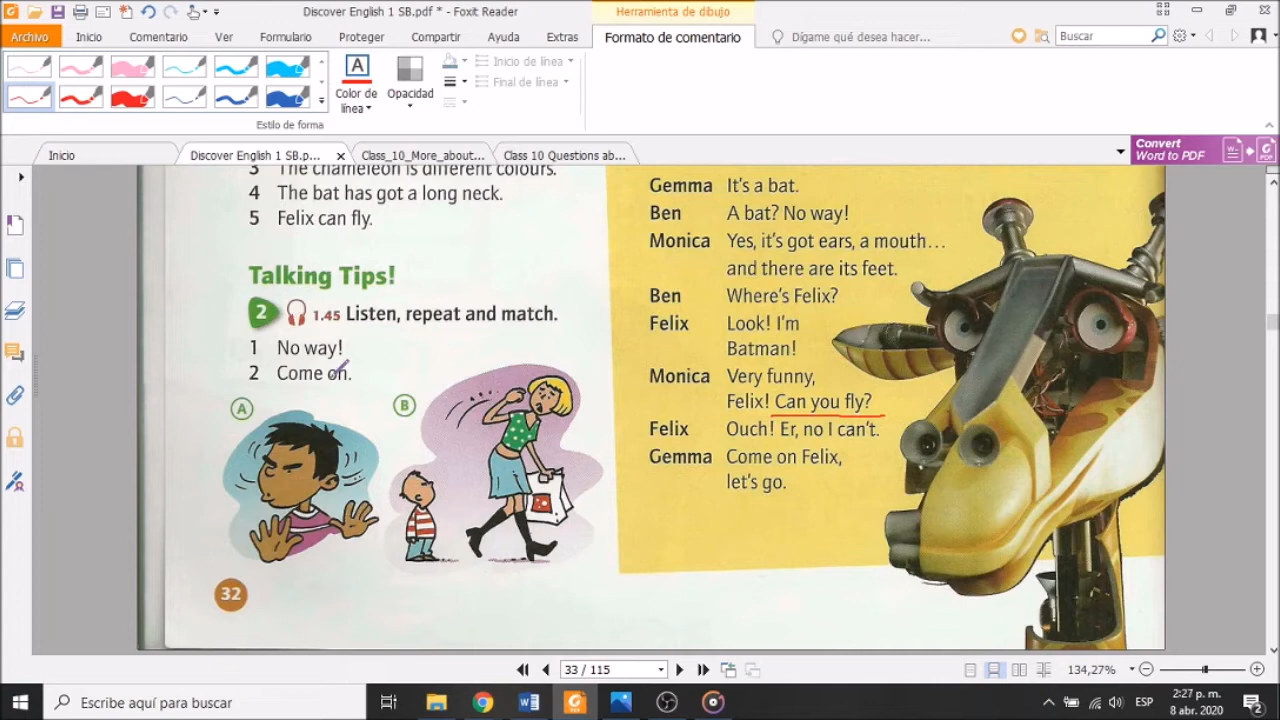 Discover English 1 SB.pdf * - Foxit Reader
Herramienta de dibujo
Archivo
Inicio
Comentario
Ver
Formulario
Proteger
Compartir
Ayuda
Extras
Formato de comentario
Dígame qué desea hacer...
Buscar
Color de
línea
Opacidad
Inicio de línea
Final de línea
Estilo de forma
Inicio
Discover English 1 SB.p...
Class_10_More_about...
Class 10 Questions ab...
Convert
Word to PDF
3 The chameleon is different colours.
4 The bat has got a long neck.
5 Felix can fly.
Talking Tips!
2 1.45 Listen, repeat and match.
1 No way!
2 Come on.
A
B
32
Gemma It's a bat.
Ben A bat? No way!
Monica Yes, it's got ears, a mouth...
and there are its feet.
Ben Where's Felix?
Felix Look! I'm
Batman!
Monica Very funny,
Felix! Can you fly?
Felix Ouch! Er, no I can't.
Gemma Come on Felix,
let's go.
33 / 115
134,27%
Escribe aquí para buscar
ESP
2:27 p. m.
8 abr. 2020
2